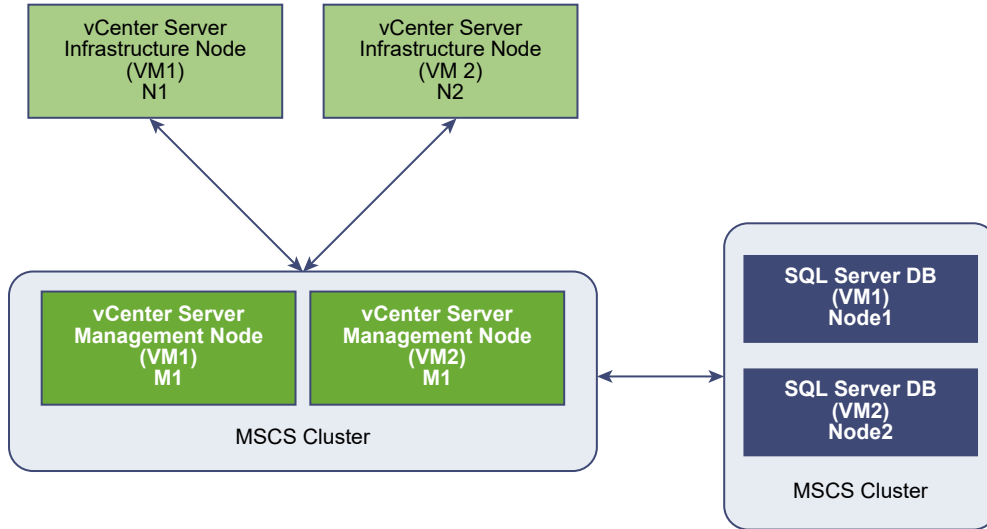 vCenter Server
Infrastructure Node
(VM1)
N1
vCenter Server
Infrastructure Node
(VM 2)
N2
vCenter Server
Management Node
(VM1)
M1
vCenter Server
Management Node
(VM2)
M1
MSCS Cluster
SQL Server DB
(VM1)
Node1
SQL Server DB
(VM2)
Node2
MSCS Cluster